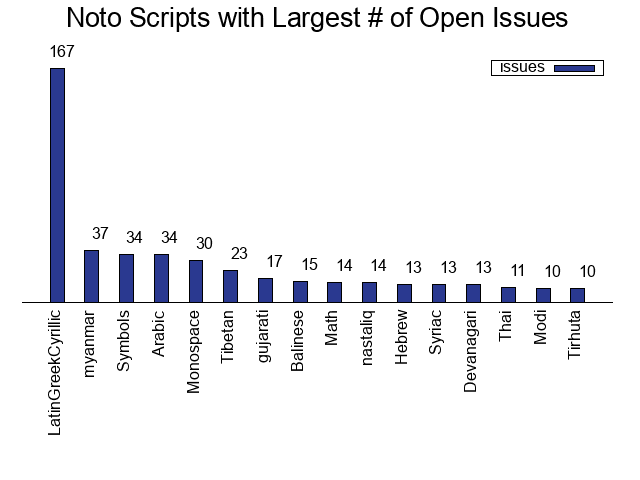 Noto Scripts with Largest # of Open Issues
167
issues
37
34
34
30
23
17
15
14
14
13
13
13
11
10
10
LatinGreekCyrillic
myanmar
Symbols
Arabic
Monospace
Tibetan
gujarati
Balinese
Math
nastaliq
Hebrew
Syriac
Devanagari
Thai
Modi
Tirhuta